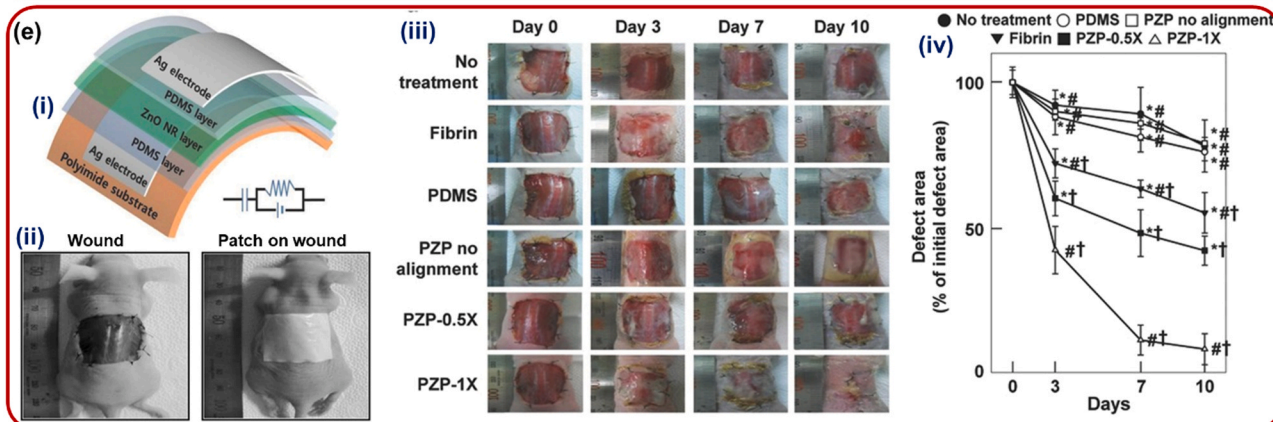 (e)
(i)
Ag electrode
PDMS layer
ZnO NR layer
PDMS layer
Ag electrode
Polyimide substrate
(ii)
Wound
Patch on wound
(iii)
Day 0 Day 3 Day 7 Day 10
No treatment
Fibrin
PDMS
PZP no alignment
PZP-0.5X
PZP-1X
● No treatment ○ PDMS □ PZP no alignment
▼ Fibrin ■ PZP-0.5X △ PZP-1X
(iv)
Defect area
(% of initial defect area)
100
50
0
*#
*#
*#
*#†
*†
#†
*#
*#
*#
*#†
*†
#†
*#
*#
*#
*#†
*†
#†
0 3 7 10
Days